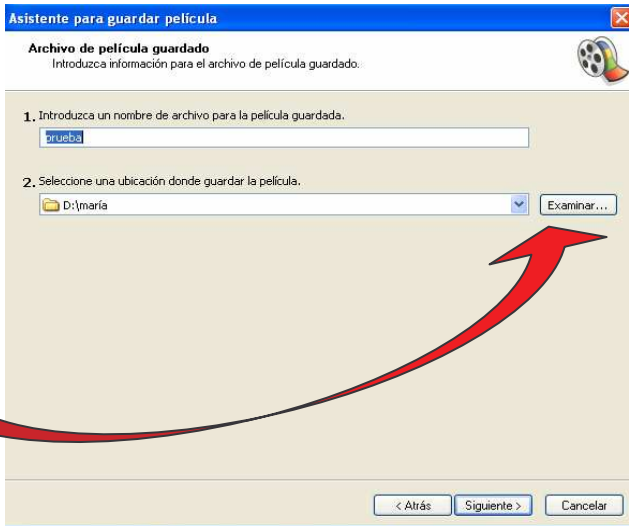 Asistente para guardar película
Archivo de película guardado
Introduzca información para el archivo de película guardado.
1. Introduzca un nombre de archivo para la película guardada.
prueba
2. Seleccione una ubicación donde guardar la película.
D:\maría
Examinar...
< Atrás Siguiente > Cancelar